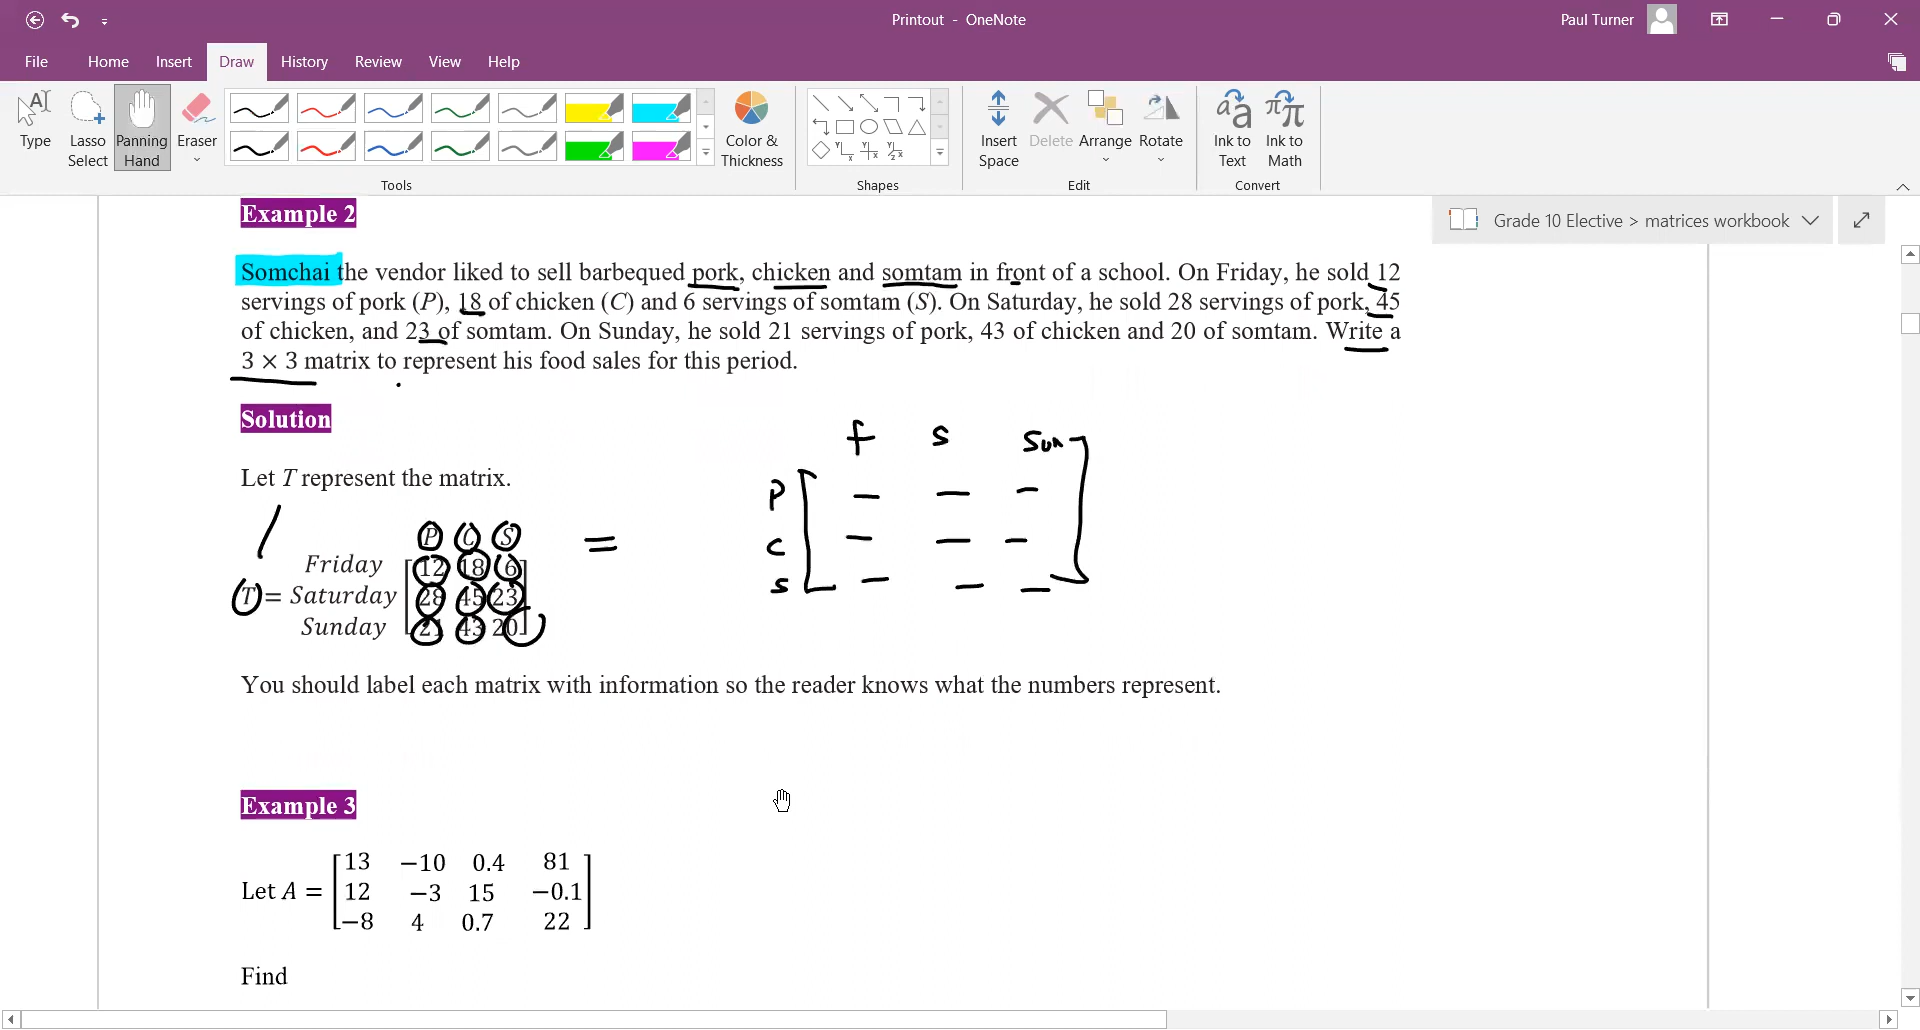 Printout - OneNote
Paul Turner
File Home Insert Draw History Review View Help
Type
Lasso Select
Panning Hand
Eraser
Color & Thickness
Insert Space
Delete
Arrange
Rotate
Ink to Text
Ink to Math
Tools Shapes Edit Convert
Grade 10 Elective > matrices workbook
Example 2
Somchai the vendor liked to sell barbequed pork, chicken and somtam in front of a school. On Friday, he sold 12
servings of pork (P), 18 of chicken (C) and 6 servings of somtam (S). On Saturday, he sold 28 servings of pork, 45
of chicken, and 23 of somtam. On Sunday, he sold 21 servings of pork, 43 of chicken and 20 of somtam. Write a
3 × 3 matrix to represent his food sales for this period.
Solution
f s sun
Let T represent the matrix.
P
C
S
P C S
Friday 12 18 6
T = Saturday 28 45 23
Sunday 21 43 20
=
You should label each matrix with information so the reader knows what the numbers represent.
Example 3
13 −10 0.4 81
Let A = 12 −3 15 −0.1
−8 4 0.7 22
Find